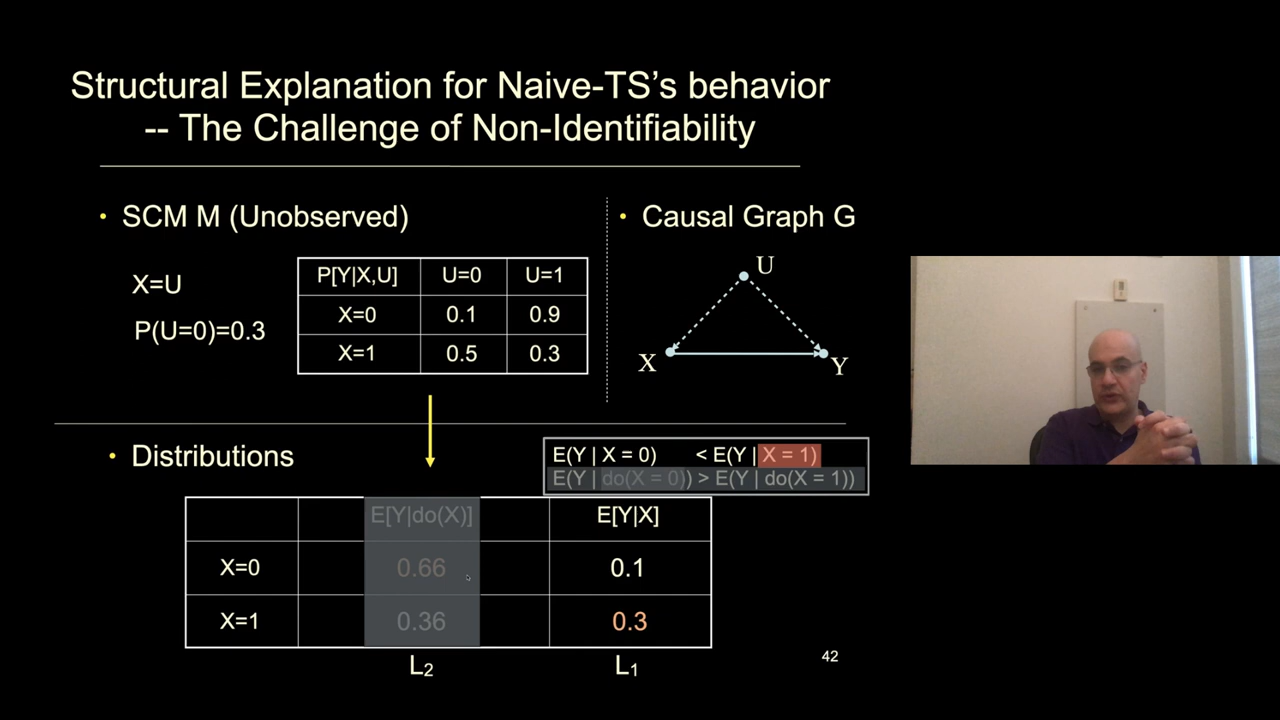 Structural Explanation for Naive-TS's behavior
-- The Challenge of Non-Identifiability
• SCM M (Unobserved)
X=U
P(U=0)=0.3
P[Y|X,U] U=0 U=1
X=0 0.1 0.9
X=1 0.5 0.3
• Causal Graph G
U
X Y
• Distributions
E(Y | X = 0) < E(Y | X = 1)
E(Y | do(X = 0)) > E(Y | do(X = 1))
E[Y|do(X)] E[Y|X]
X=0 0.66 0.1
X=1 0.36 0.3
L2 L1
42